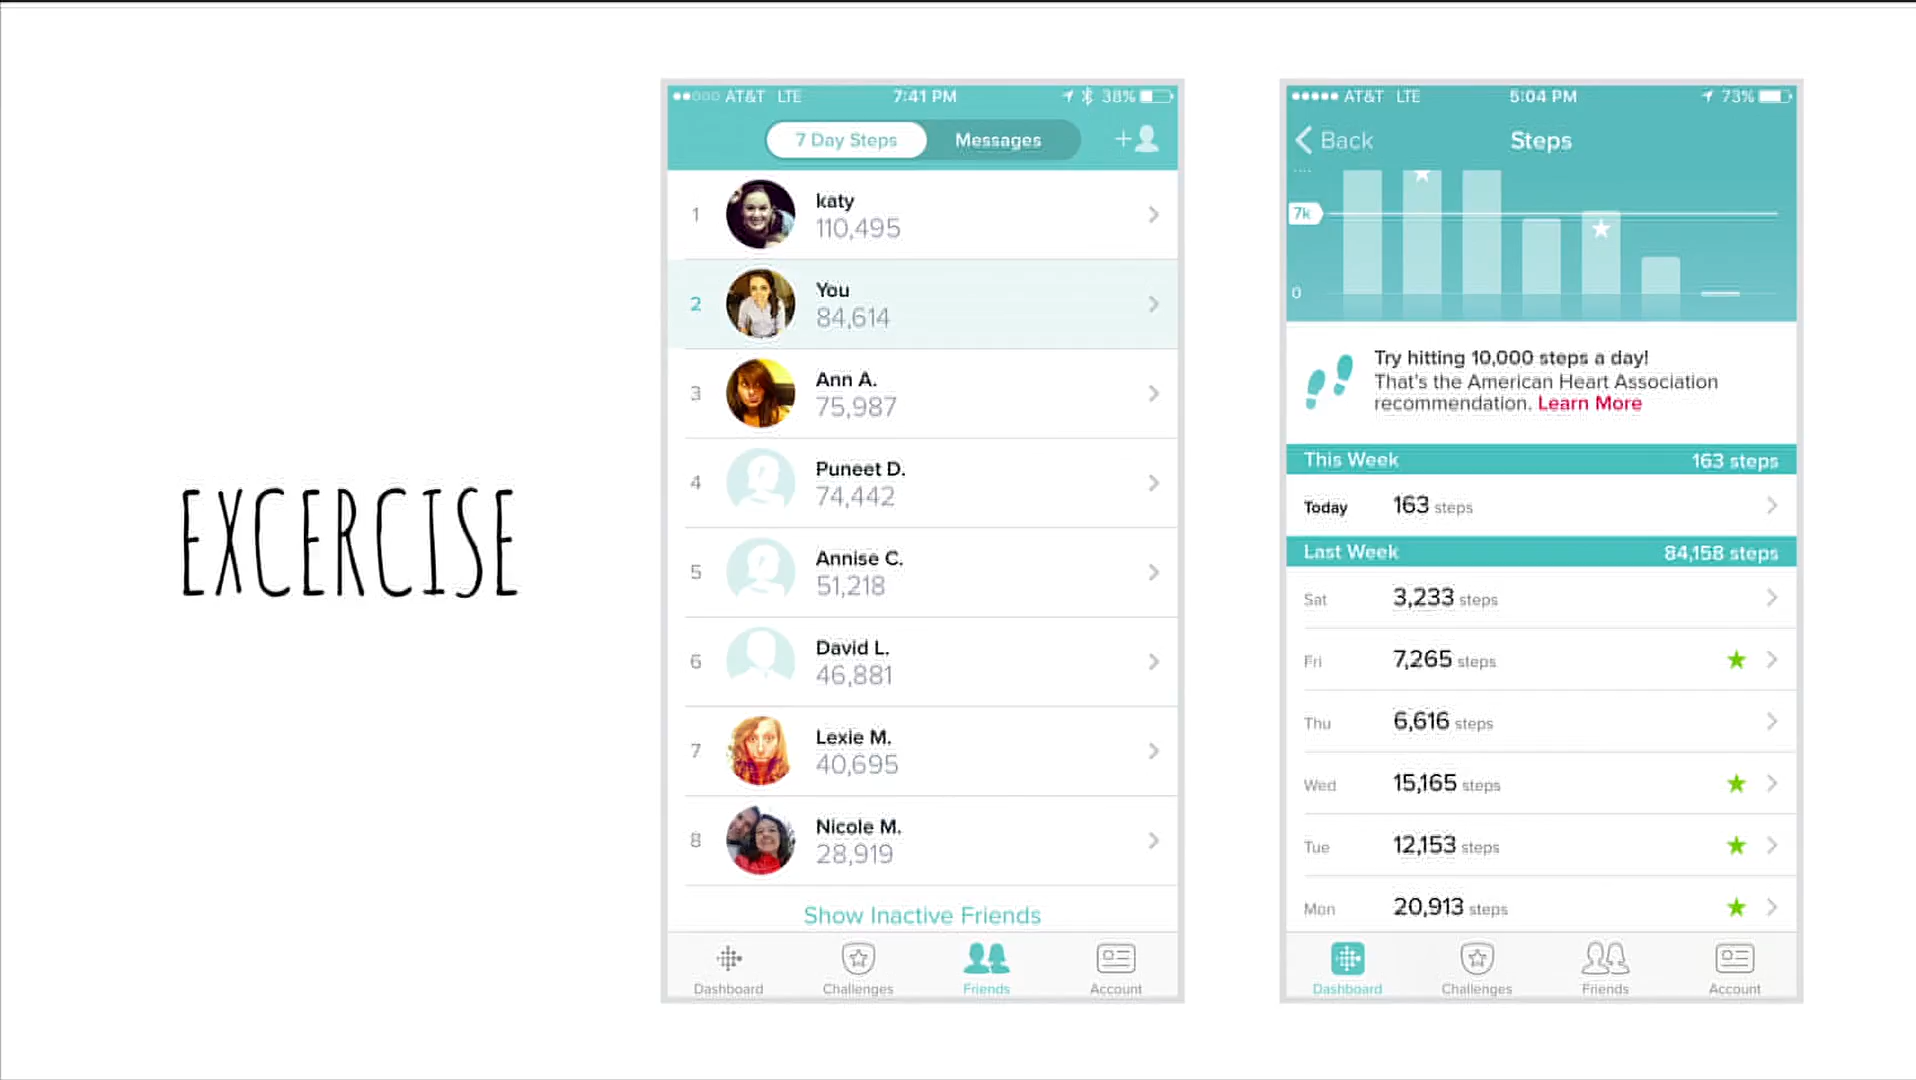 EXCERCISE
AT&T LTE 7:41 PM 38%
7 Day Steps Messages +
1 katy
110,495
2 You
84,614
3 Ann A.
75,987
4 Puneet D.
74,442
5 Annise C.
51,218
6 David L.
46,881
7 Lexie M.
40,695
8 Nicole M.
28,919
Show Inactive Friends
Dashboard Challenges Friends Account
AT&T LTE 5:04 PM 73%
Back Steps
7k
0
Try hitting 10,000 steps a day!
That's the American Heart Association
recommendation. Learn More
This Week 163 steps
Today 163 steps
Last Week 84,158 steps
Sat 3,233 steps
Fri 7,265 steps
Thu 6,616 steps
Wed 15,165 steps
Tue 12,153 steps
Mon 20,913 steps
Dashboard Challenges Friends Account